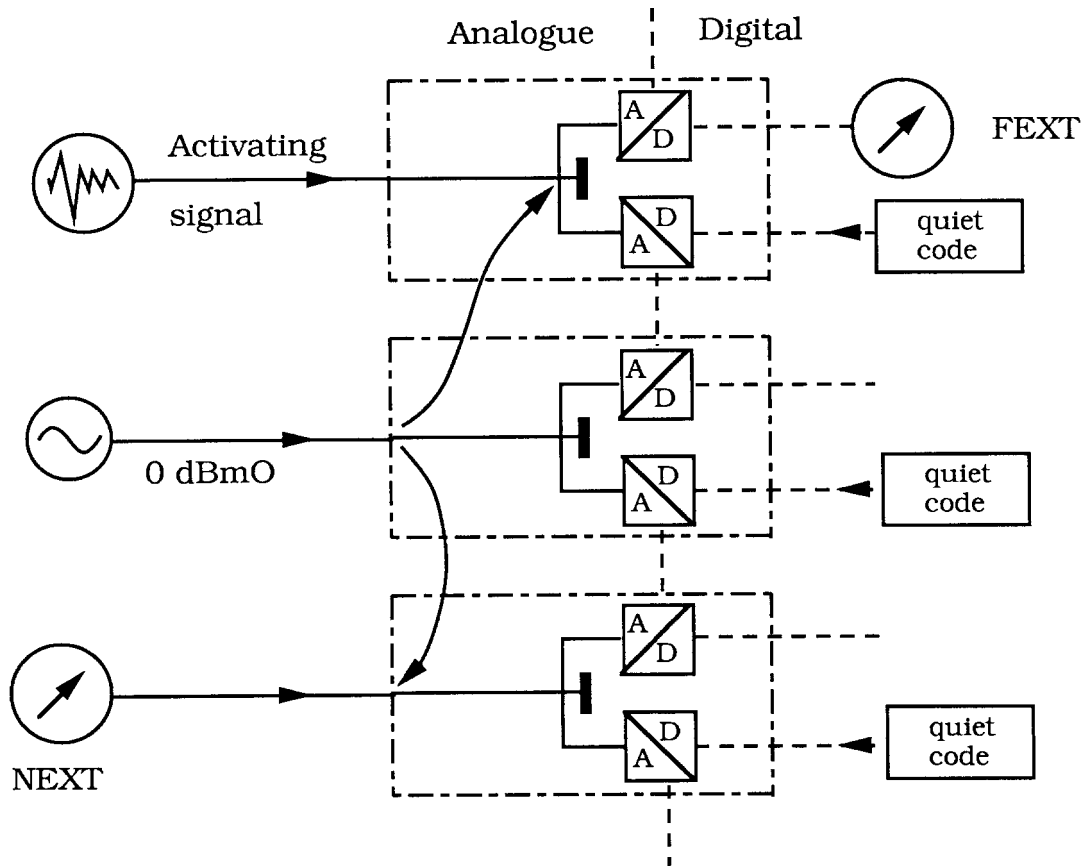 Analogue
Digital
A
D
FEXT
Activating
signal
D
A
quiet
code
A
D
0 dBmO
D
A
quiet
code
A
D
NEXT
D
A
quiet
code